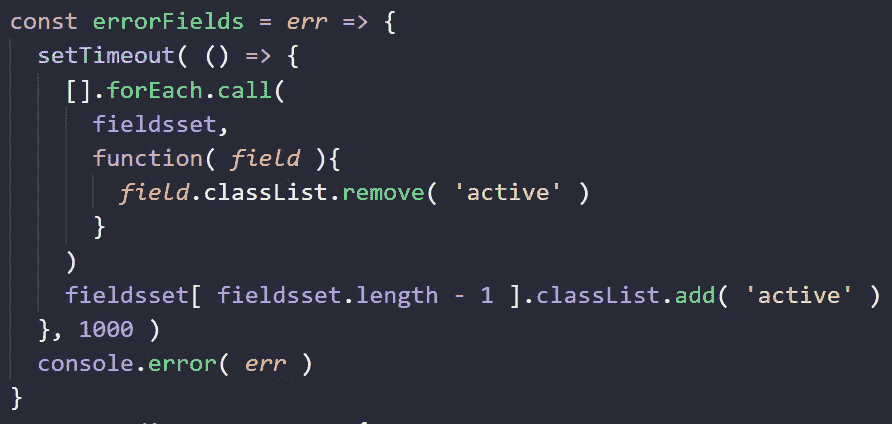 const errorFields = err => {
setTimeout( () => {
[].forEach.call(
fieldsset,
function( field ){
field.classList.remove( 'active' )
}
)
fieldsset[ fieldsset.length - 1 ].classList.add( 'active' )
}, 1000 )
console.error( err )
}